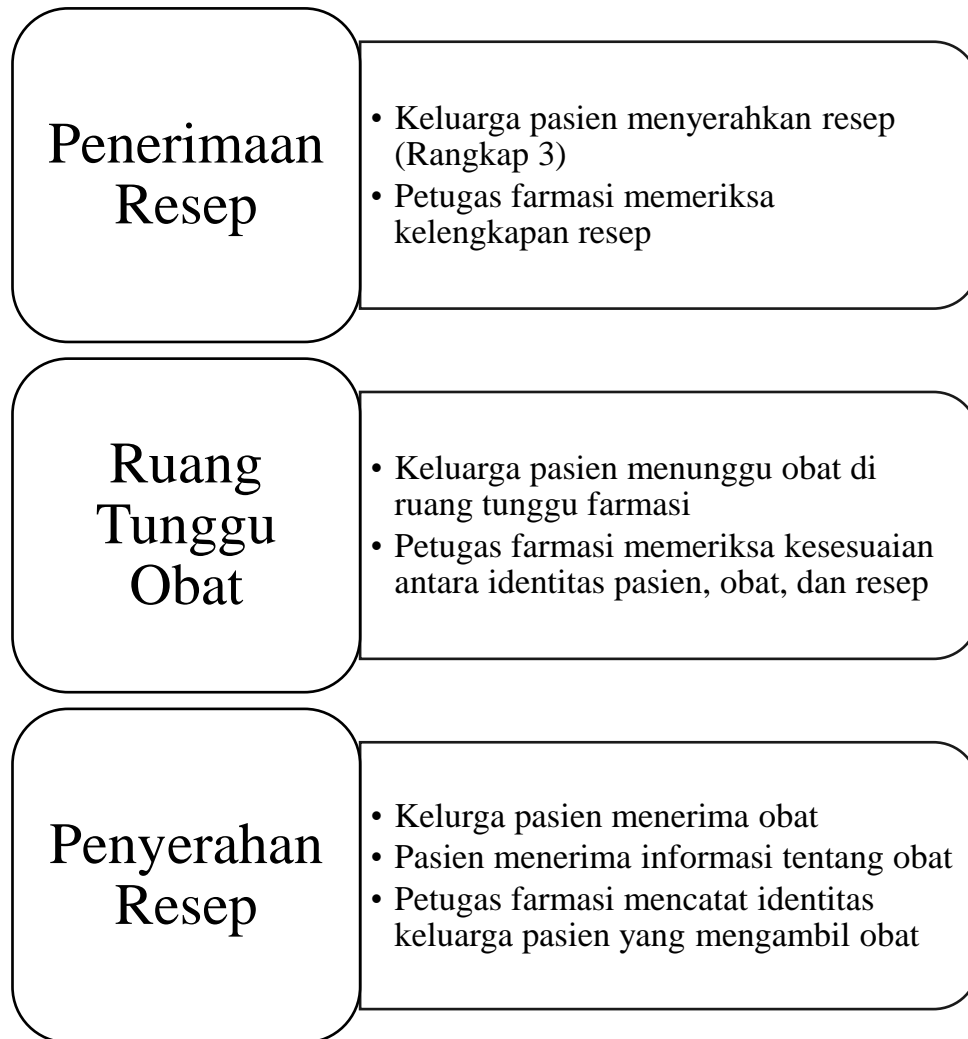 Penerimaan
Resep
• Keluarga pasien menyerahkan resep
(Rangkap 3)
• Petugas farmasi memeriksa
kelengkapan resep
Ruang
Tunggu
Obat
• Keluarga pasien menunggu obat di
ruang tunggu farmasi
• Petugas farmasi memeriksa kesesuaian
antara identitas pasien, obat, dan resep
Penyerahan
Resep
• Kelurga pasien menerima obat
• Pasien menerima informasi tentang obat
• Petugas farmasi mencatat identitas
keluarga pasien yang mengambil obat